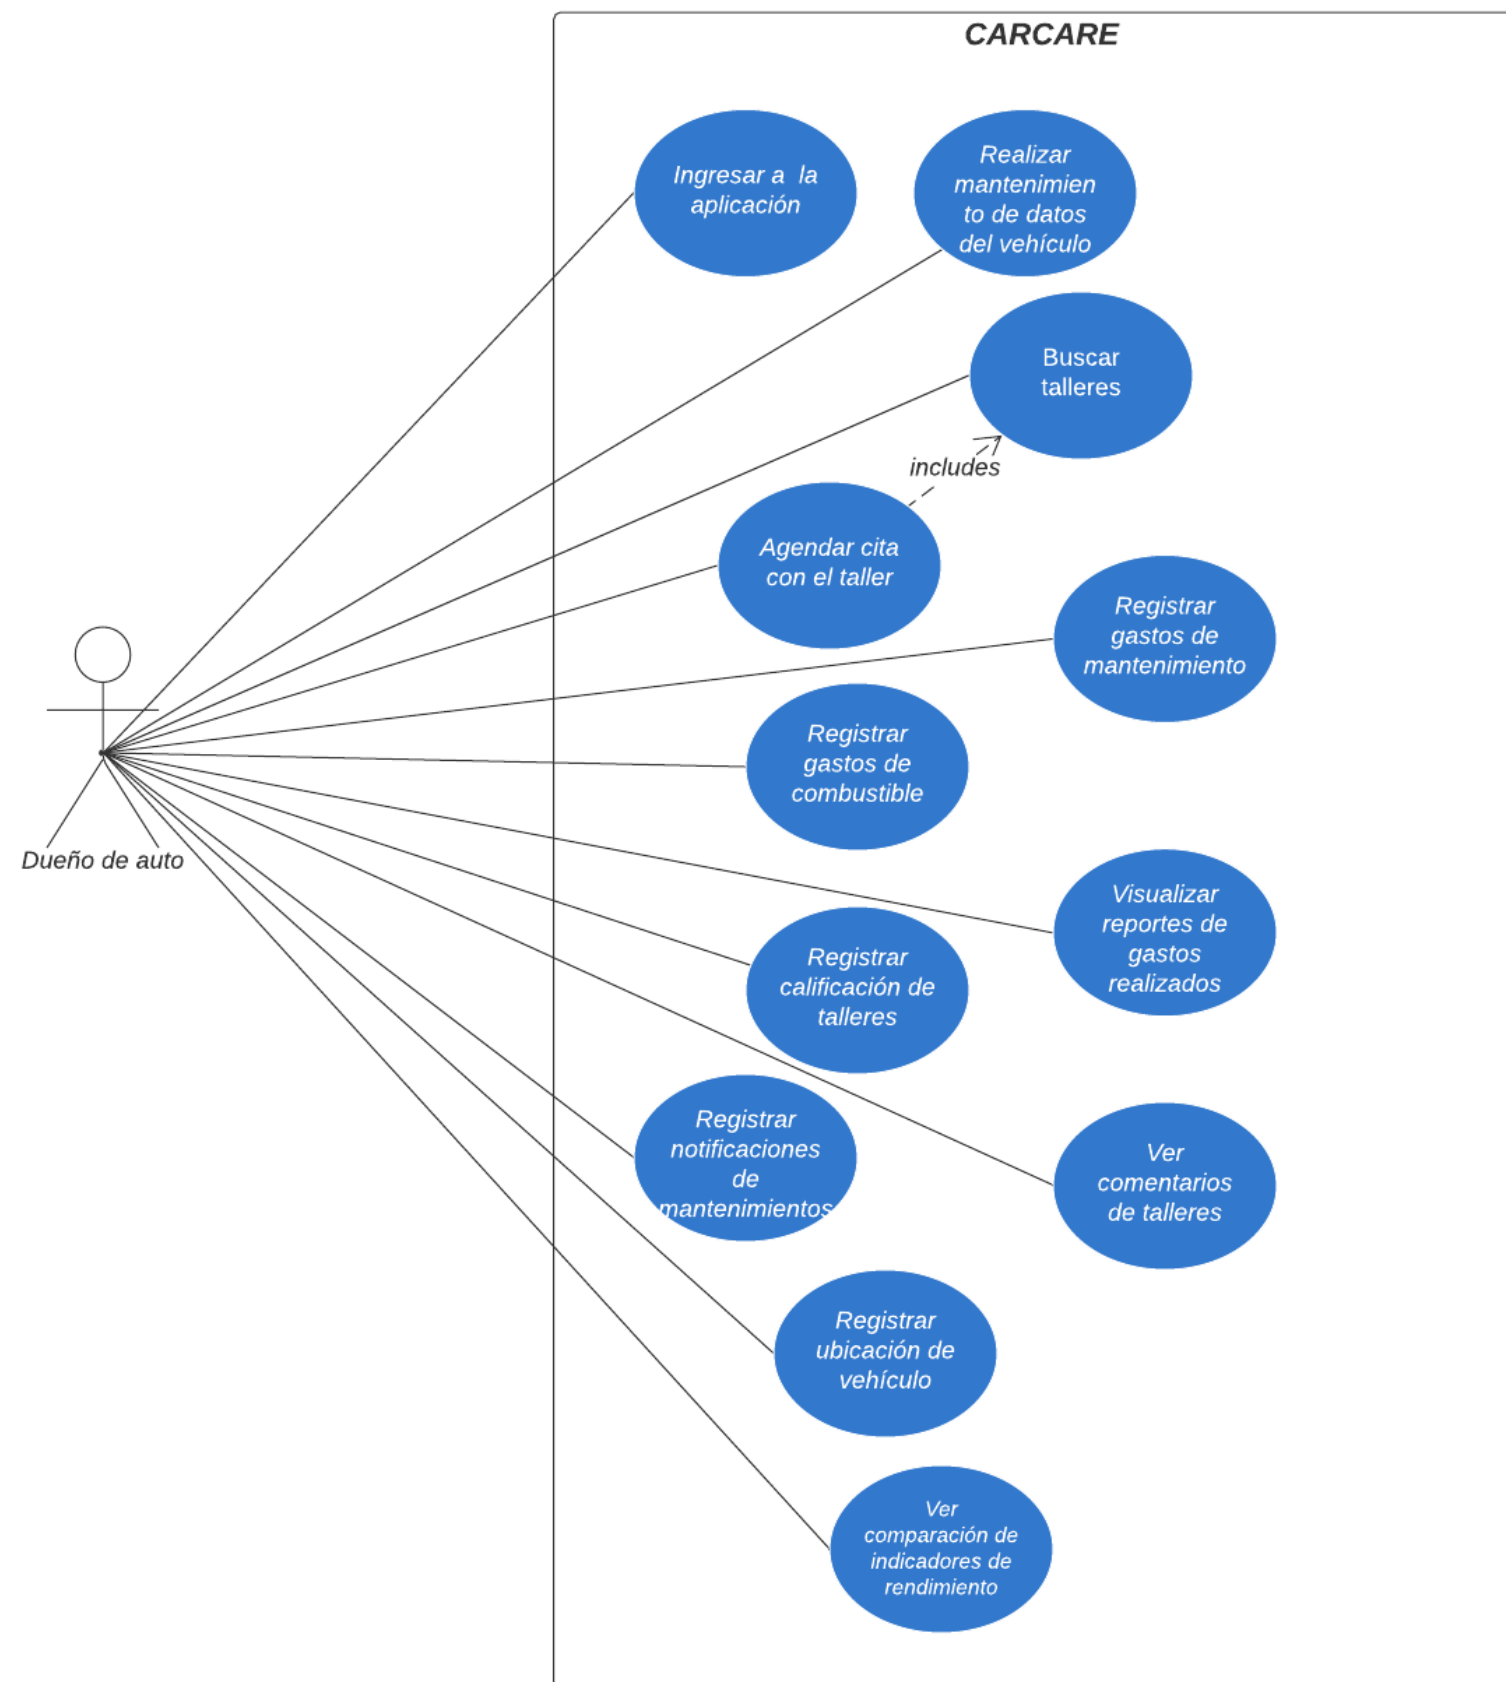 CARCARE
Ingresar a la
aplicación
Realizar
mantenimien
to de datos
del vehículo
Buscar
talleres
includes
Agendar cita
con el taller
Registrar
gastos de
mantenimiento
Registrar
gastos de
combustible
Dueño de auto
Visualizar
reportes de
gastos
realizados
Registrar
calificación de
talleres
Registrar
notificaciones
de
mantenimientos
Ver
comentarios
de talleres
Registrar
ubicación de
vehículo
Ver
comparación de
indicadores de
rendimiento